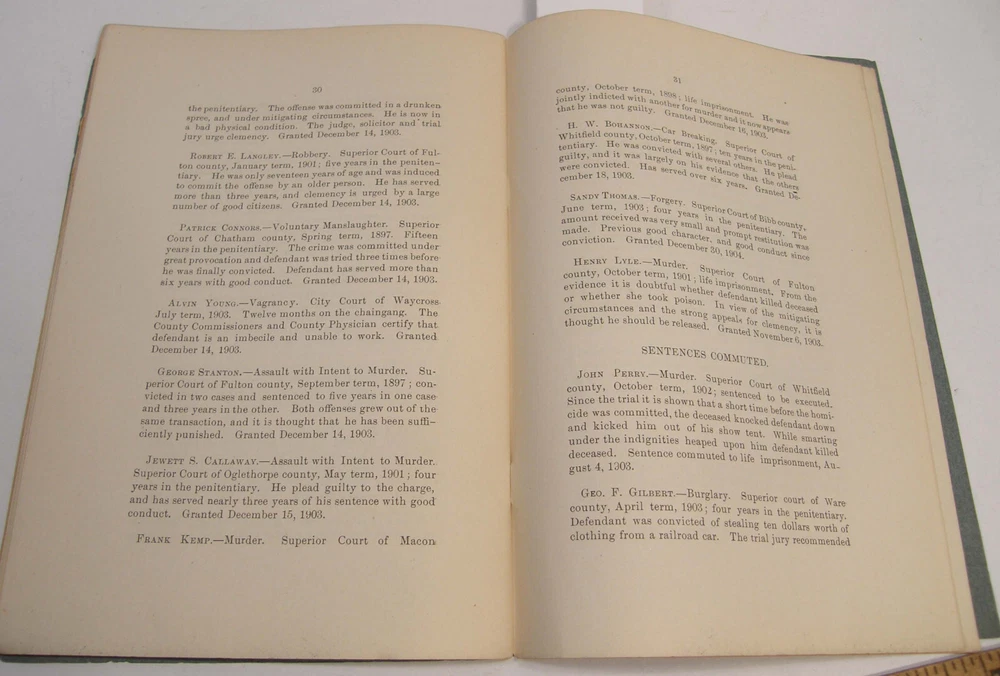 30
the penitentiary. The offense was committed in a drunken
spree, and under mitigating circumstances. He is now in
a bad physical condition. The judge, solicitor and trial
jury urge clemency. Granted December 14, 1903.
ROBERT E. LANGLEY.—Robbery. Superior Court of Ful-
ton county, January term, 1901; five years in the peniten-
tiary. He was only seventeen years of age and was induced
to commit the offense by an older person. He has served
more than three years, and clemency is urged by a large
number of good citizens. Granted December 14, 1903.
PATRICK CONNORS.—Voluntary Manslaughter. Superior
Court of Chatham county, Spring term, 1897. Fifteen
years in the penitentiary. The crime was committed under
great provocation and defendant was tried three times before
he was finally convicted. Defendant has served more than
six years with good conduct. Granted December 14, 1903.
ALVIN YOUNG.—Vagrancy. City Court of Waycross
July term, 1903. Twelve months on the chaingang. The
County Commissioners and County Physician certify that
defendant is an imbecile and unable to work. Granted
December 14, 1903.
GEORGE STANTON.—Assault with Intent to Murder. Su-
perior Court of Fulton county, September term, 1897; con-
victed in two cases and sentenced to five years in one case
and three years in the other. Both offenses grew out of the
same transaction, and it is thought that he has been suffi-
ciently punished. Granted December 14, 1903.
JEWETT S. CALLAWAY.—Assault with Intent to Murder.
Superior Court of Oglethorpe county, May term, 1901; four
years in the penitentiary. He plead guilty to the charge,
and has served nearly three years of his sentence with good
conduct. Granted December 15, 1903.
FRANK KEMP.—Murder. Superior Court of Macon
31
county, October term, 1898; life imprisonment. He was
jointly indicted with another for murder and it now appears
that he was not guilty. Granted December 16, 1903.
H. W. BOHANNON.—Car Breaking. Superior Court of
Whitfield county, October term, 1897; ten years in the peni-
tentiary. He was convicted with several others. He plead
guilty, and it was largely on his evidence that the others
were convicted. Has served over six years. Granted De-
cember 18, 1903.
SANDY THOMAS.—Forgery. Superior Court of Bibb county,
June term, 1903; four years in the penitentiary. The
amount received was very small and prompt restitution was
made. Previous good character, and good conduct since
conviction. Granted December 30, 1904.
HENRY LYLE.—Murder. Superior Court of Fulton
county, October term, 1901; life imprisonment. From the
evidence it is doubtful whether defendant killed deceased
or whether she took poison. In view of the mitigating
circumstances and the strong appeals for clemency, it is
thought he should be released. Granted November 6, 1903.
SENTENCES COMMUTED.
JOHN PERRY.—Murder. Superior Court of Whitfield
county, October term, 1902; sentenced to be executed.
Since the trial it is shown that a short time before the homi-
cide was committed, the deceased knocked defendant down
and kicked him out of his show tent. While smarting
under the indignities heaped upon him defendant killed
deceased. Sentence commuted to life imprisonment, Au-
gust 4, 1903.
GEO. F. GILBERT.—Burglary. Superior court of Ware
county, April term, 1903; four years in the penitentiary.
Defendant was convicted of stealing ten dollars worth of
clothing from a railroad car. The trial jury recommended